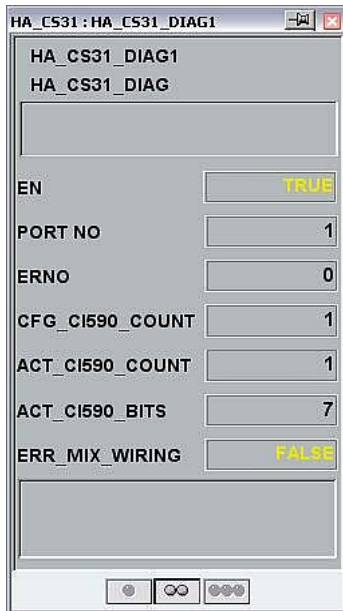 HA_CS31 : HA_CS31_DIAG1
HA_CS31_DIAG1
HA_CS31_DIAG
EN TRUE
PORT NO 1
ERNO 0
CFG_CI590_COUNT 1
ACT_CI590_COUNT 1
ACT_CI590_BITS 7
ERR_MIX_WIRING FALSE